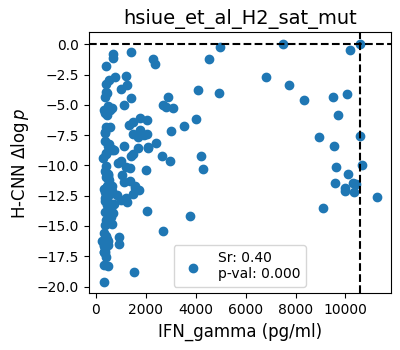 hsiue_et_al_H2_sat_mut
H-CNN Δlog p
0.0
−2.5
−5.0
−7.5
−10.0
−12.5
−15.0
−17.5
−20.0
Sr: 0.40
p-val: 0.000
0 2000 4000 6000 8000 10000
IFN_gamma (pg/ml)